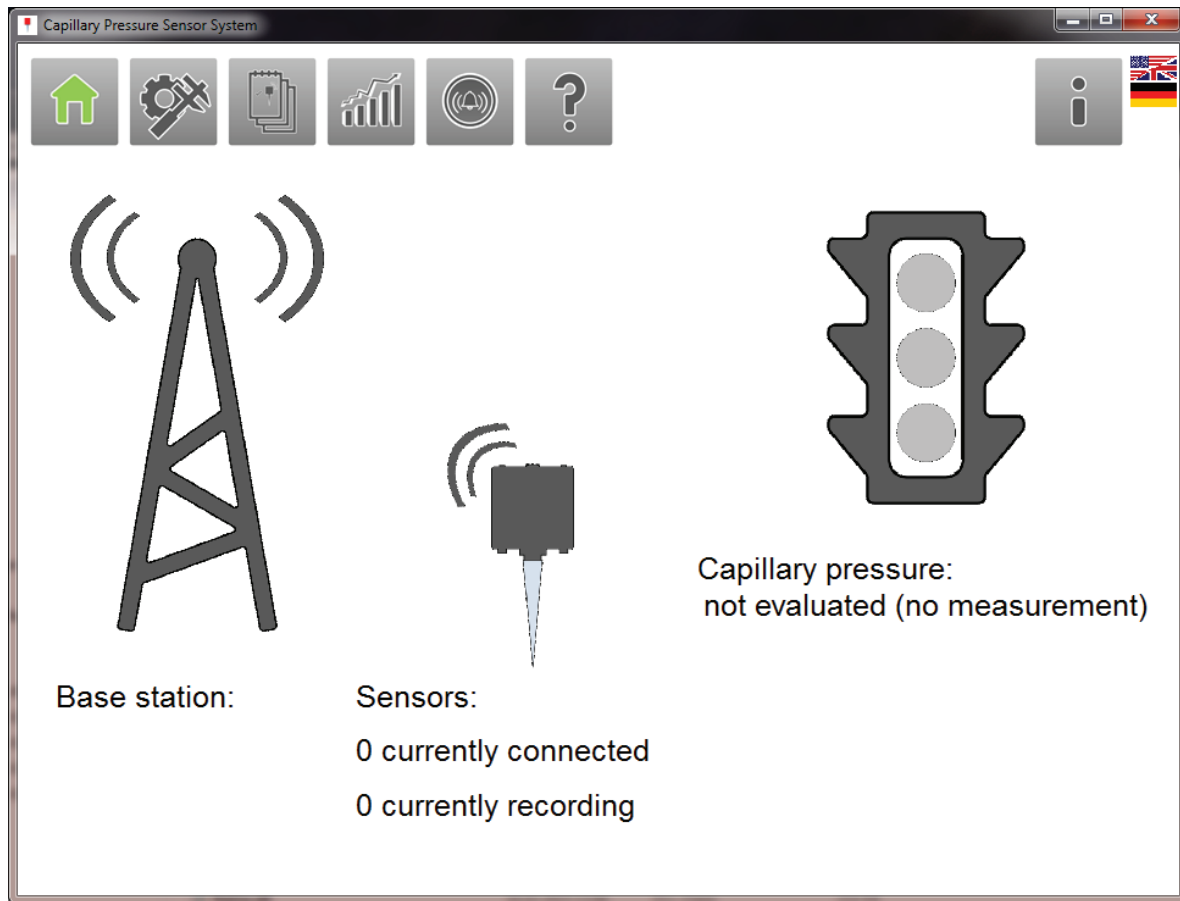 Capillary Pressure Sensor System
Capillary pressure:
not evaluated (no measurement)
Base station:
Sensors:
0 currently connected
0 currently recording